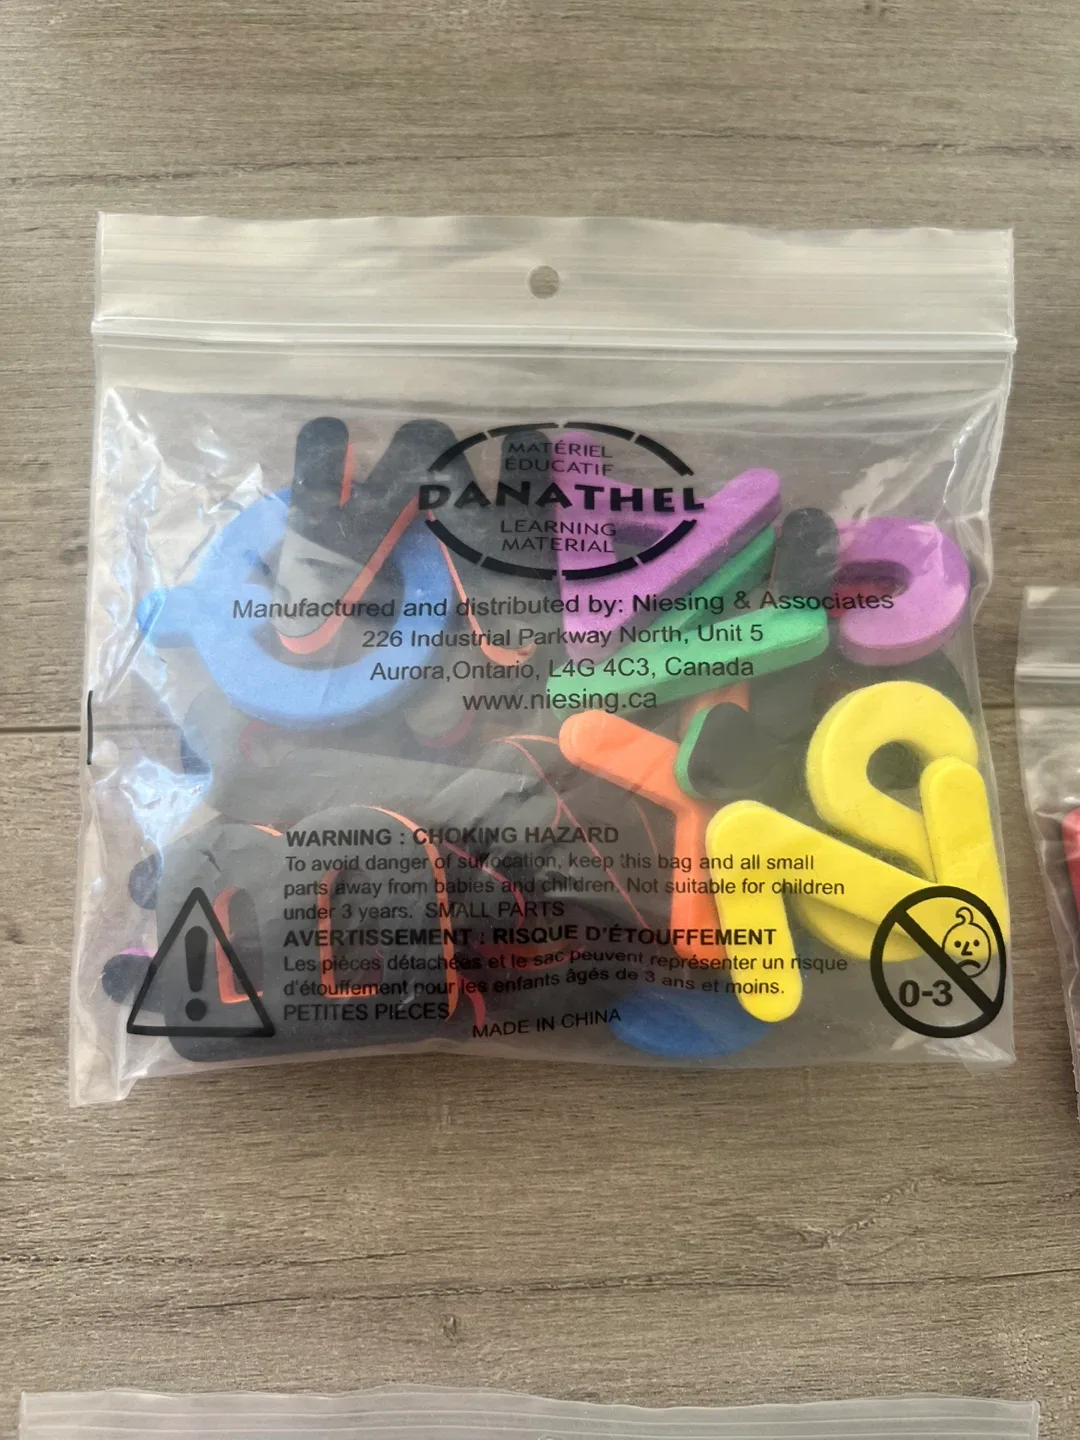 MATÉRIEL
ÉDUCATIF
DANATHEL
LEARNING
MATERIAL
Manufactured and distributed by: Niesing & Associates
226 Industrial Parkway North, Unit 5
Aurora,Ontario, L4G 4C3, Canada
www.niesing.ca
WARNING : CHOKING HAZARD
To avoid danger of suffocation, keep this bag and all small
parts away from babies and children. Not suitable for children
under 3 years. SMALL PARTS
AVERTISSEMENT : RISQUE D'ÉTOUFFEMENT
Les pièces détachées et le sac peuvent représenter un risque
d'étouffement pour les enfants âgés de 3 ans et moins.
PETITES PIÈCES
MADE IN CHINA
0-3